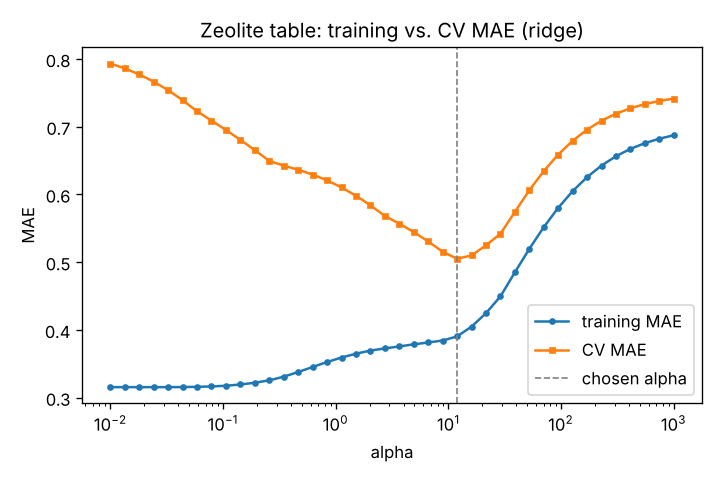 Zeolite table: training vs. CV MAE (ridge)
0.8
0.7
0.6
0.5
0.4
0.3
MAE
10⁻²
10⁻¹
10⁰
10¹
10²
10³
alpha
training MAE
CV MAE
chosen alpha